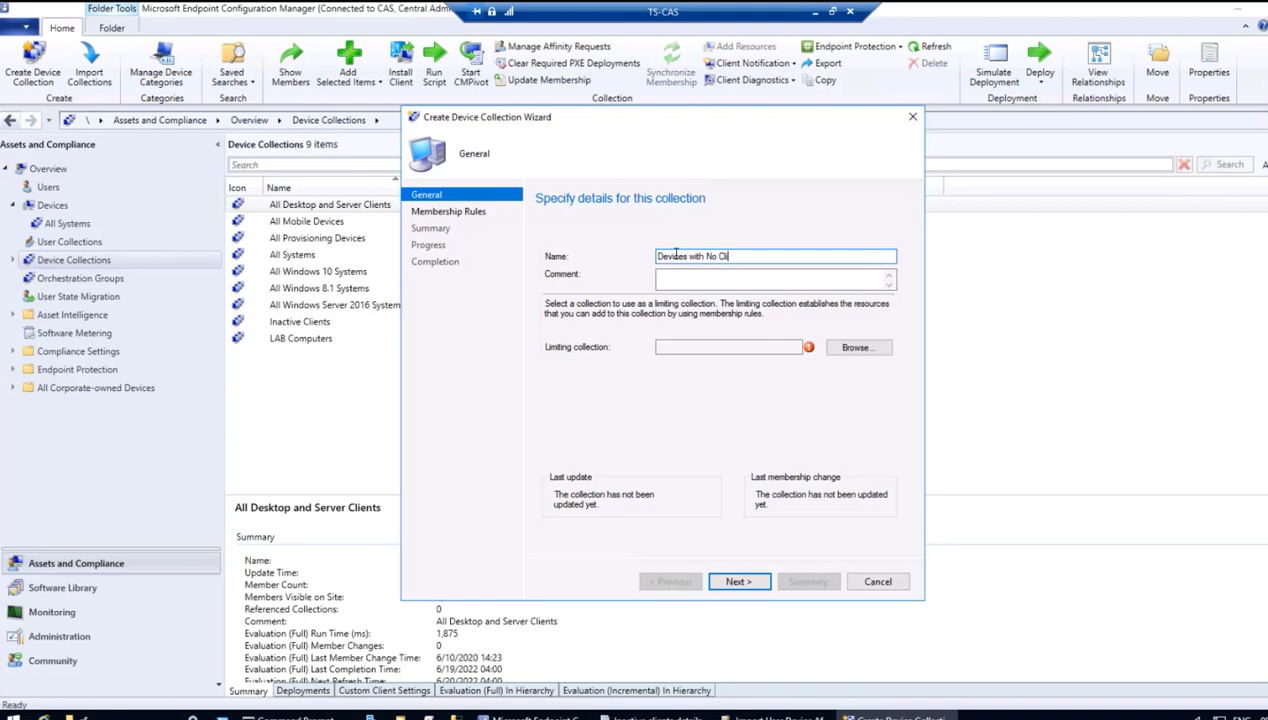 Folder Tools
Microsoft Endpoint Configuration Manager (Connected to CAS, Central Adm
TS-CAS
Home
Folder
Create Device
Collection
Import
Collections
Create
Manage Device
Categories
Categories
Saved
Searches
Search
Show
Members
Add
Selected Items
Install
Client
Run
Script
Start
CMPivot
Manage Affinity Requests
Clear Required PXE Deployments
Update Membership
Synchronize
Membership
Add Resources
Client Notification
Client Diagnostics
Endpoint Protection
Export
Copy
Refresh
Delete
Collection
Simulate
Deployment
Deploy
Deployment
View
Relationships
Relationships
Move
Move
Properties
Properties
\ Assets and Compliance Overview Device Collections
Assets and Compliance
Overview
Users
Devices
All Systems
User Collections
Device Collections
Orchestration Groups
User State Migration
Asset Intelligence
Software Metering
Compliance Settings
Endpoint Protection
All Corporate-owned Devices
Assets and Compliance
Software Library
Monitoring
Administration
Community
Device Collections 9 items
Search
Search
Icon Name
All Desktop and Server Clients
All Mobile Devices
All Provisioning Devices
All Systems
All Windows 10 Systems
All Windows 8.1 Systems
All Windows Server 2016 System
Inactive Clients
LAB Computers
All Desktop and Server Clients
Summary
Name:
Update Time:
Member Count:
Members Visible on Site:
Referenced Collections: 0
Comment: All Desktop and Server Clients
Evaluation (Full) Run Time (ms): 1,875
Evaluation (Full) Member Changes: 0
Evaluation (Full) Last Member Change Time: 6/10/2020 14:23
Evaluation (Full) Last Completion Time: 6/19/2022 04:00
Summary Deployments Custom Client Settings Evaluation (Full) In Hierarchy Evaluation (Incremental) In Hierarchy
Create Device Collection Wizard
General
General
Membership Rules
Summary
Progress
Completion
Specify details for this collection
Name: Devices with No Cli
Comment:
Select a collection to use as a limiting collection. The limiting collection establishes the resources
that you can add to this collection by using membership rules.
Limiting collection: Browse...
Last update
The collection has not been
updated yet.
Last membership change
The collection has not been updated
yet.
< Previous Next > Summary Cancel
Ready